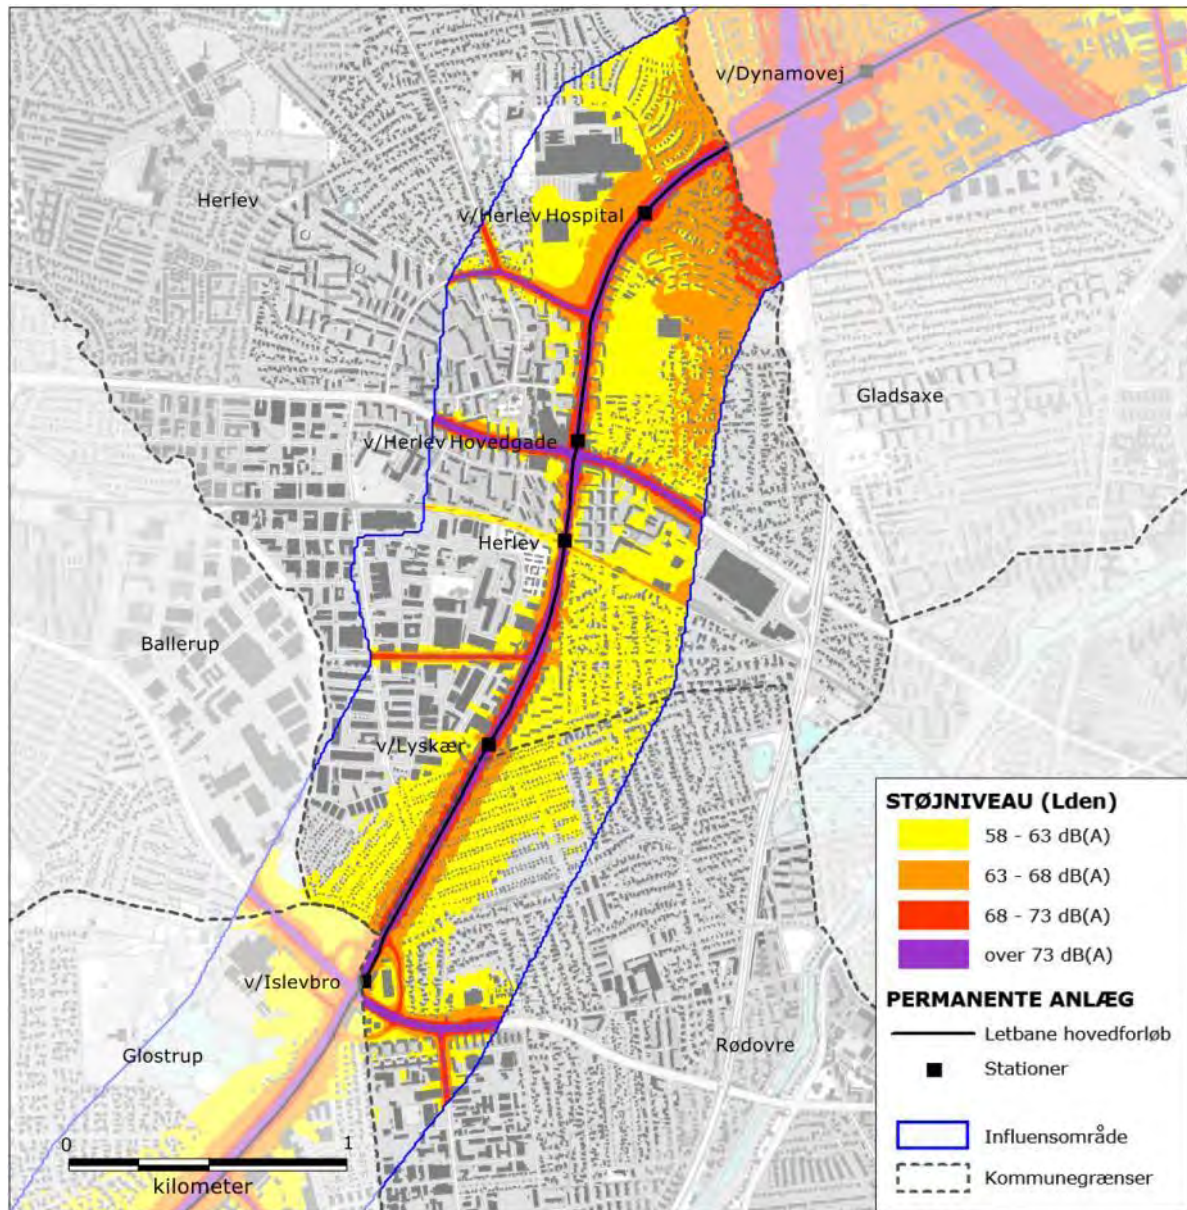 v/Dynamovej
Herlev
v/Herlev Hospital
Gladsaxe
v/Herlev Hovedgade
Herlev
Ballerup
v/Lyskær
v/Islevbro
Glostrup
Rødovre
0 1
kilometer
STØJNIVEAU (Lden)
58 - 63 dB(A)
63 - 68 dB(A)
68 - 73 dB(A)
over 73 dB(A)
PERMANENTE ANLÆG
Letbane hovedforløb
Stationer
Influensområde
Kommunegrænser